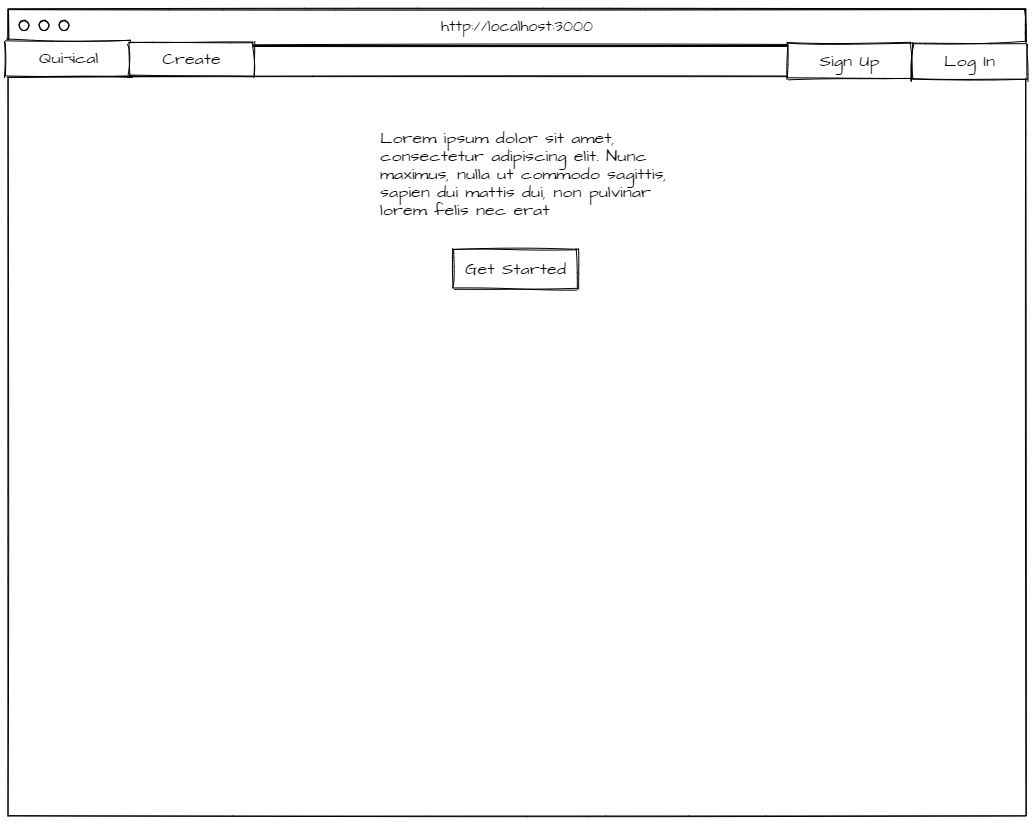 http://localhost:3000
Create
Sign Up
Log In
Lorem ipsum dolor sit amet,
consectetur adipiscing elit. Nunc
maximus, nulla ut commodo sagittis,
sapien dui mattis dui, non pulvinar
lorem felis nec erat
Get Started